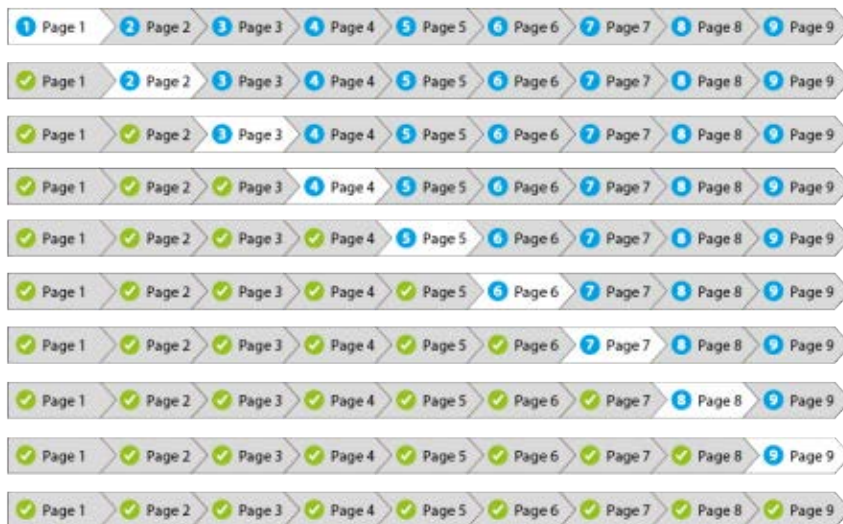 1 Page 1 2 Page 2 3 Page 3 4 Page 4 5 Page 5 6 Page 6 7 Page 7 8 Page 8 9 Page 9
Page 1 2 Page 2 3 Page 3 4 Page 4 5 Page 5 6 Page 6 7 Page 7 8 Page 8 9 Page 9
Page 1 Page 2 3 Page 3 4 Page 4 5 Page 5 6 Page 6 7 Page 7 8 Page 8 9 Page 9
Page 1 Page 2 Page 3 4 Page 4 5 Page 5 6 Page 6 7 Page 7 8 Page 8 9 Page 9
Page 1 Page 2 Page 3 Page 4 5 Page 5 6 Page 6 7 Page 7 8 Page 8 9 Page 9
Page 1 Page 2 Page 3 Page 4 Page 5 6 Page 6 7 Page 7 8 Page 8 9 Page 9
Page 1 Page 2 Page 3 Page 4 Page 5 Page 6 7 Page 7 8 Page 8 9 Page 9
Page 1 Page 2 Page 3 Page 4 Page 5 Page 6 Page 7 8 Page 8 9 Page 9
Page 1 Page 2 Page 3 Page 4 Page 5 Page 6 Page 7 Page 8 9 Page 9
Page 1 Page 2 Page 3 Page 4 Page 5 Page 6 Page 7 Page 8 Page 9